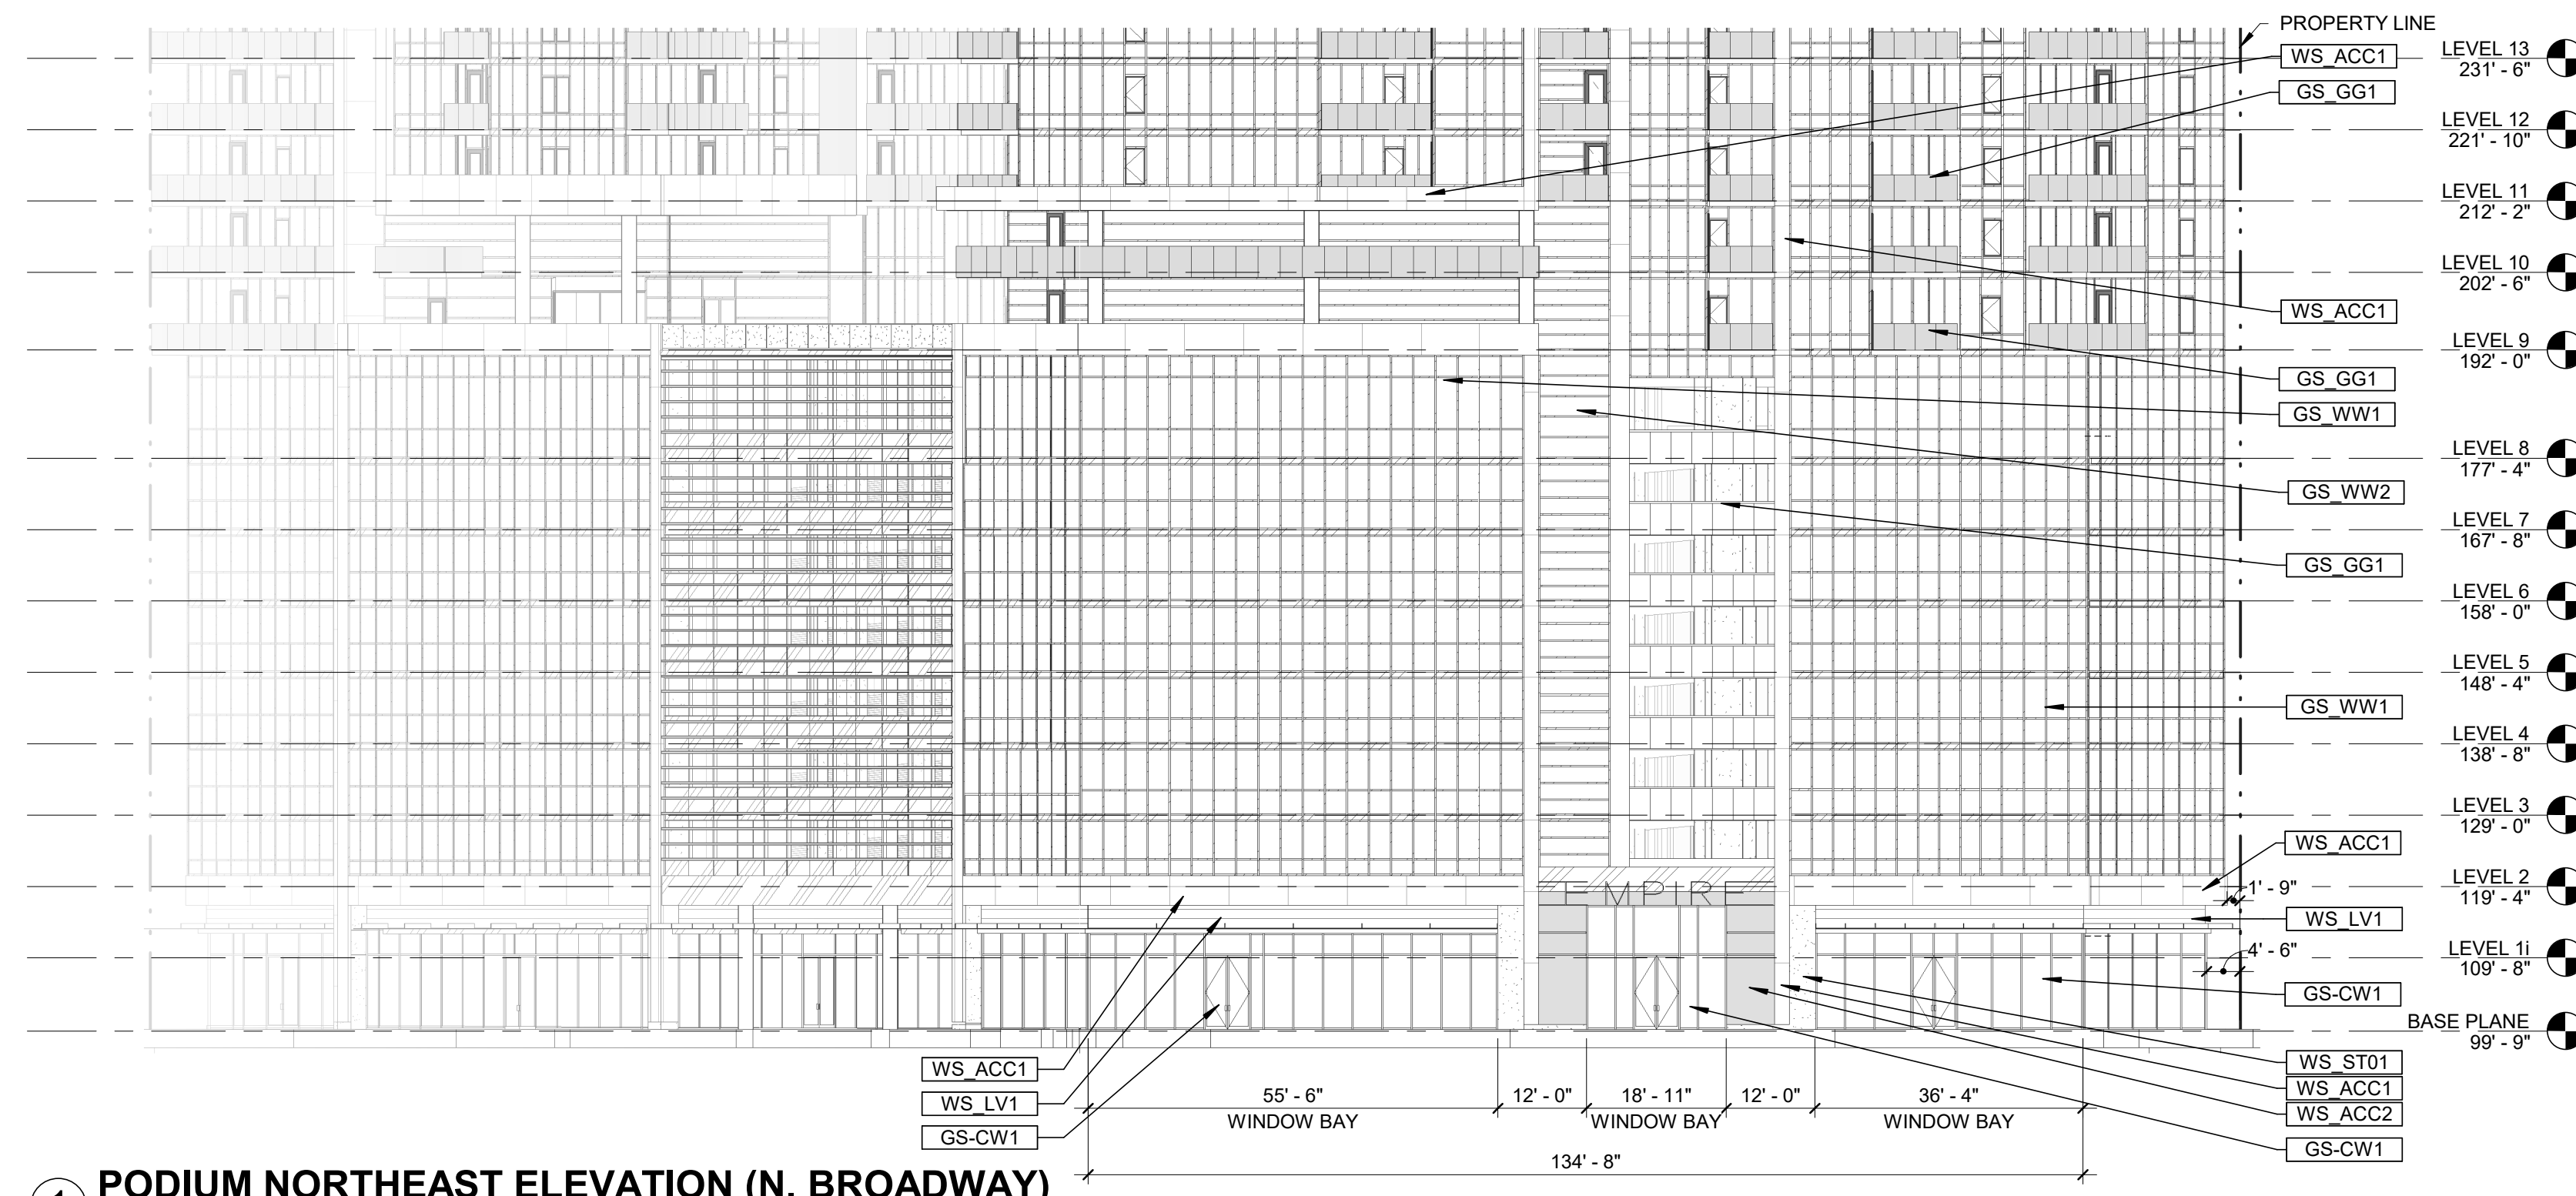 PROPERTY LINE
WS_ACC1
LEVEL 13
231' - 6"
GS_GG1
LEVEL 12
221' - 10"
LEVEL 11
212' - 2"
LEVEL 10
202' - 6"
WS_ACC1
LEVEL 9
192' - 0"
GS_GG1
GS_WW1
LEVEL 8
177' - 4"
GS_WW2
LEVEL 7
167' - 8"
GS_GG1
LEVEL 6
158' - 0"
LEVEL 5
148' - 4"
GS_WW1
LEVEL 4
138' - 8"
LEVEL 3
129' - 0"
WS_ACC1
LEVEL 2
119' - 4"
1' - 9"
EMPIRE
WS_LV1
LEVEL 1i
109' - 8"
4' - 6"
GS-CW1
BASE PLANE
99' - 9"
WS_ST01
WS_ACC1
WS_ACC2
GS-CW1
WS_ACC1
WS_LV1
GS-CW1
55' - 6"
WINDOW BAY
12' - 0"
18' - 11"
WINDOW BAY
12' - 0"
36' - 4"
WINDOW BAY
134' - 8"
1
PODIUM NORTHEAST ELEVATION (N. BROADWAY)